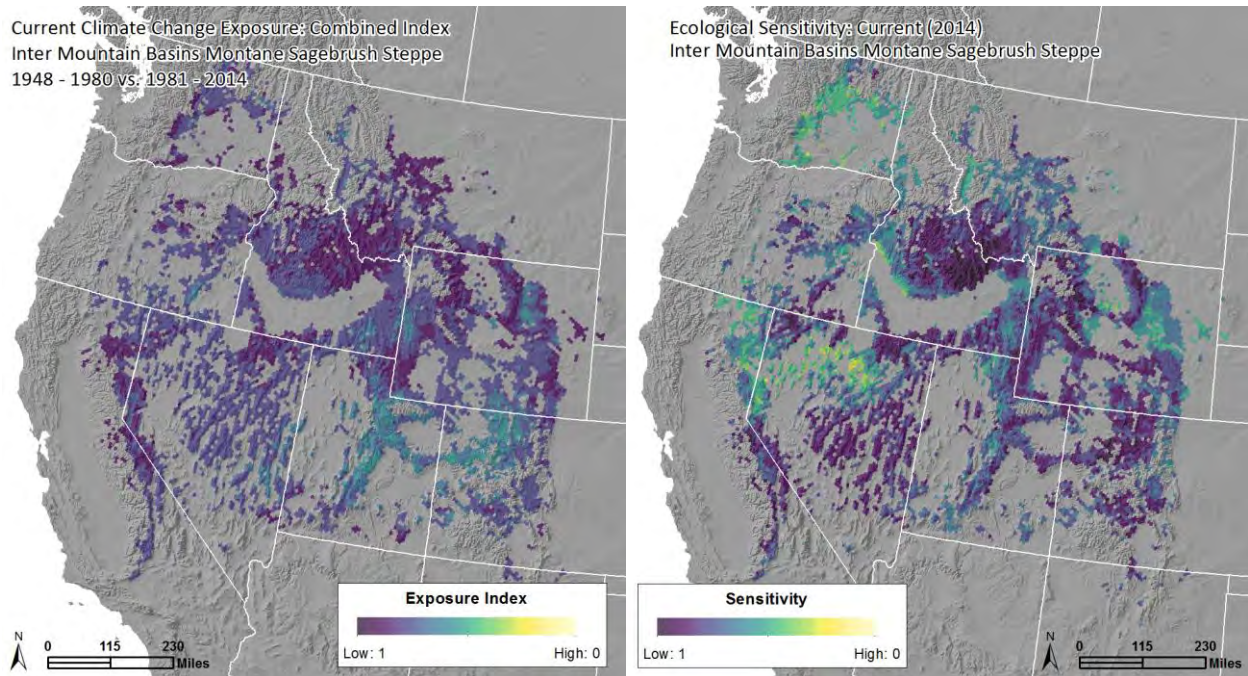 Current Climate Change Exposure: Combined Index
Inter Mountain Basins Montane Sagebrush Steppe
1948 - 1980 vs. 1981 - 2014
Exposure Index
Low: 1 High: 0
N
0 115 230
Miles
Ecological Sensitivity: Current (2014)
Inter Mountain Basins Montane Sagebrush Steppe
Sensitivity
Low: 1 High: 0
N
0 115 230
Miles